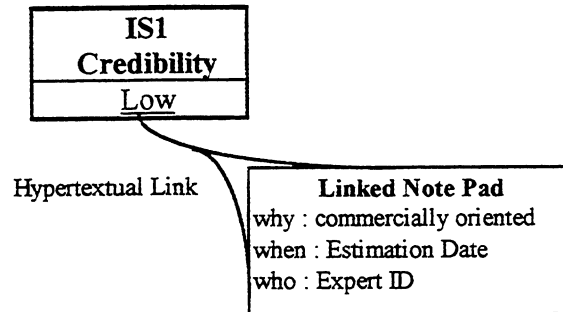 IS1
Credibility
Low
Hypertextual Link
Linked Note Pad
why : commercially oriented
when : Estimation Date
who : Expert ID